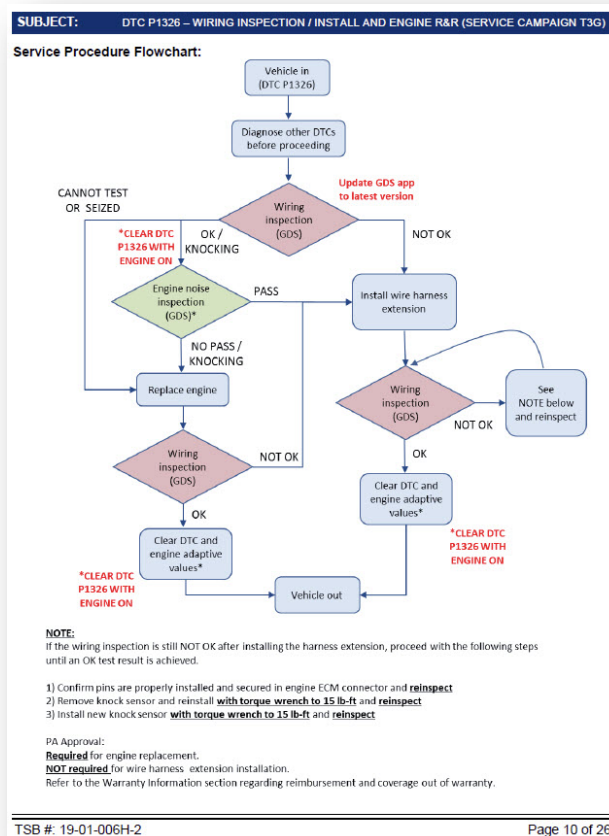 SUBJECT: DTC P1326 – WIRING INSPECTION / INSTALL AND ENGINE R&R (SERVICE CAMPAIGN T3G)
Service Procedure Flowchart:
Vehicle in
(DTC P1326)
Diagnose other DTCs
before proceeding
Update GDS app
to latest version
CANNOT TEST
OR SEIZED
Wiring
inspection
(GDS)
*CLEAR DTC
P1326 WITH
ENGINE ON
OK /
KNOCKING
NOT OK
Engine noise
inspection
(GDS)*
PASS
Install wire harness
extension
NO PASS /
KNOCKING
Replace engine
Wiring
inspection
(GDS)
NOT OK
See
NOTE below
and reinspect
Wiring
inspection
(GDS)
NOT OK
OK
OK
Clear DTC and
engine adaptive
values*
*CLEAR DTC
P1326 WITH
ENGINE ON
Clear DTC and
engine adaptive
values*
*CLEAR DTC
P1326 WITH
ENGINE ON
Vehicle out
NOTE:
If the wiring inspection is still NOT OK after installing the harness extension, proceed with the following steps
until an OK test result is achieved.
1) Confirm pins are properly installed and secured in engine ECM connector and reinspect
2) Remove knock sensor and reinstall with torque wrench to 15 lb-ft and reinspect
3) Install new knock sensor with torque wrench to 15 lb-ft and reinspect
PA Approval:
Required for engine replacement.
NOT required for wire harness extension installation.
Refer to the Warranty Information section regarding reimbursement and coverage out of warranty.
TSB #: 19-01-006H-2
Page 10 of 26